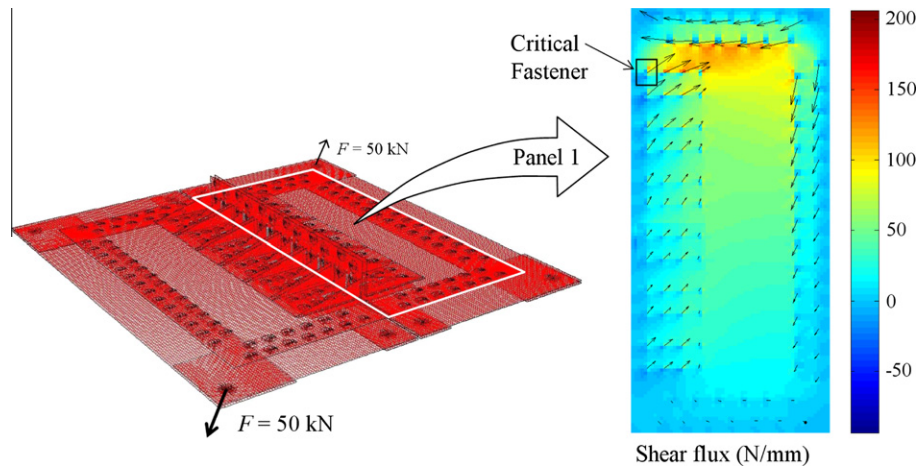 Critical
Fastener
F = 50 kN
Panel 1
F = 50 kN
200
150
100
50
0
-50
Shear flux (N/mm)